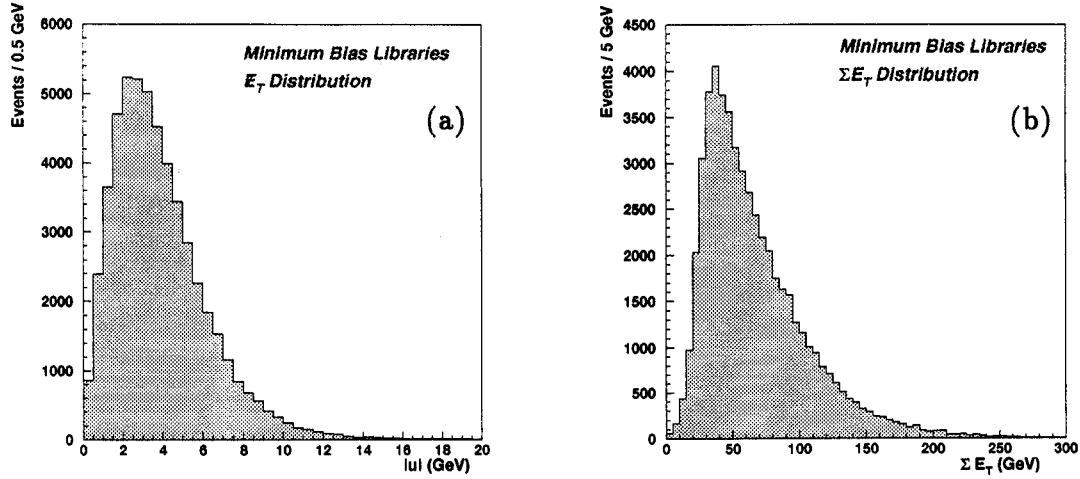 Events / 0.5 GeV
6000
5000
4000
3000
2000
1000
0
0 2 4 6 8 10 12 14 16 18 20
|u| (GeV)
Minimum Bias Libraries
E̸_T Distribution
(a)
Events / 5 GeV
4500
4000
3500
3000
2500
2000
1500
1000
500
0
0 50 100 150 200 250 300
Σ E_T (GeV)
Minimum Bias Libraries
ΣE_T Distribution
(b)